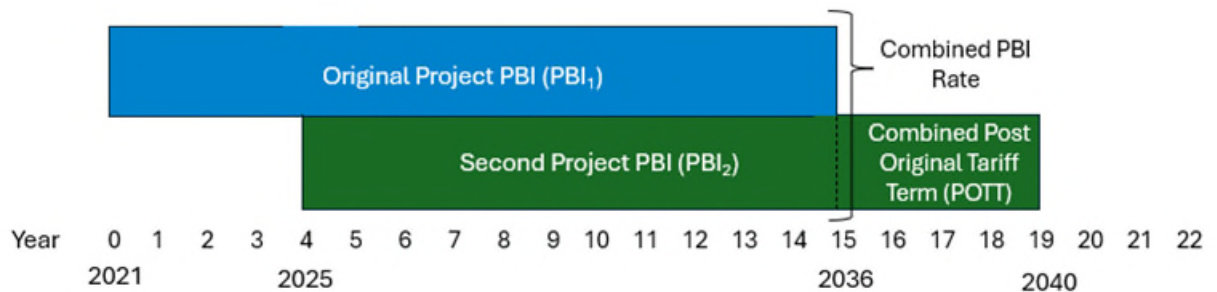 Original Project PBI (PBI₁)
Combined PBI
Rate
Second Project PBI (PBI₂)
Combined Post
Original Tariff
Term (POTT)
Year 0 1 2 3 4 5 6 7 8 9 10 11 12 13 14 15 16 17 18 19 20 21 22
2021 2025 2036 2040